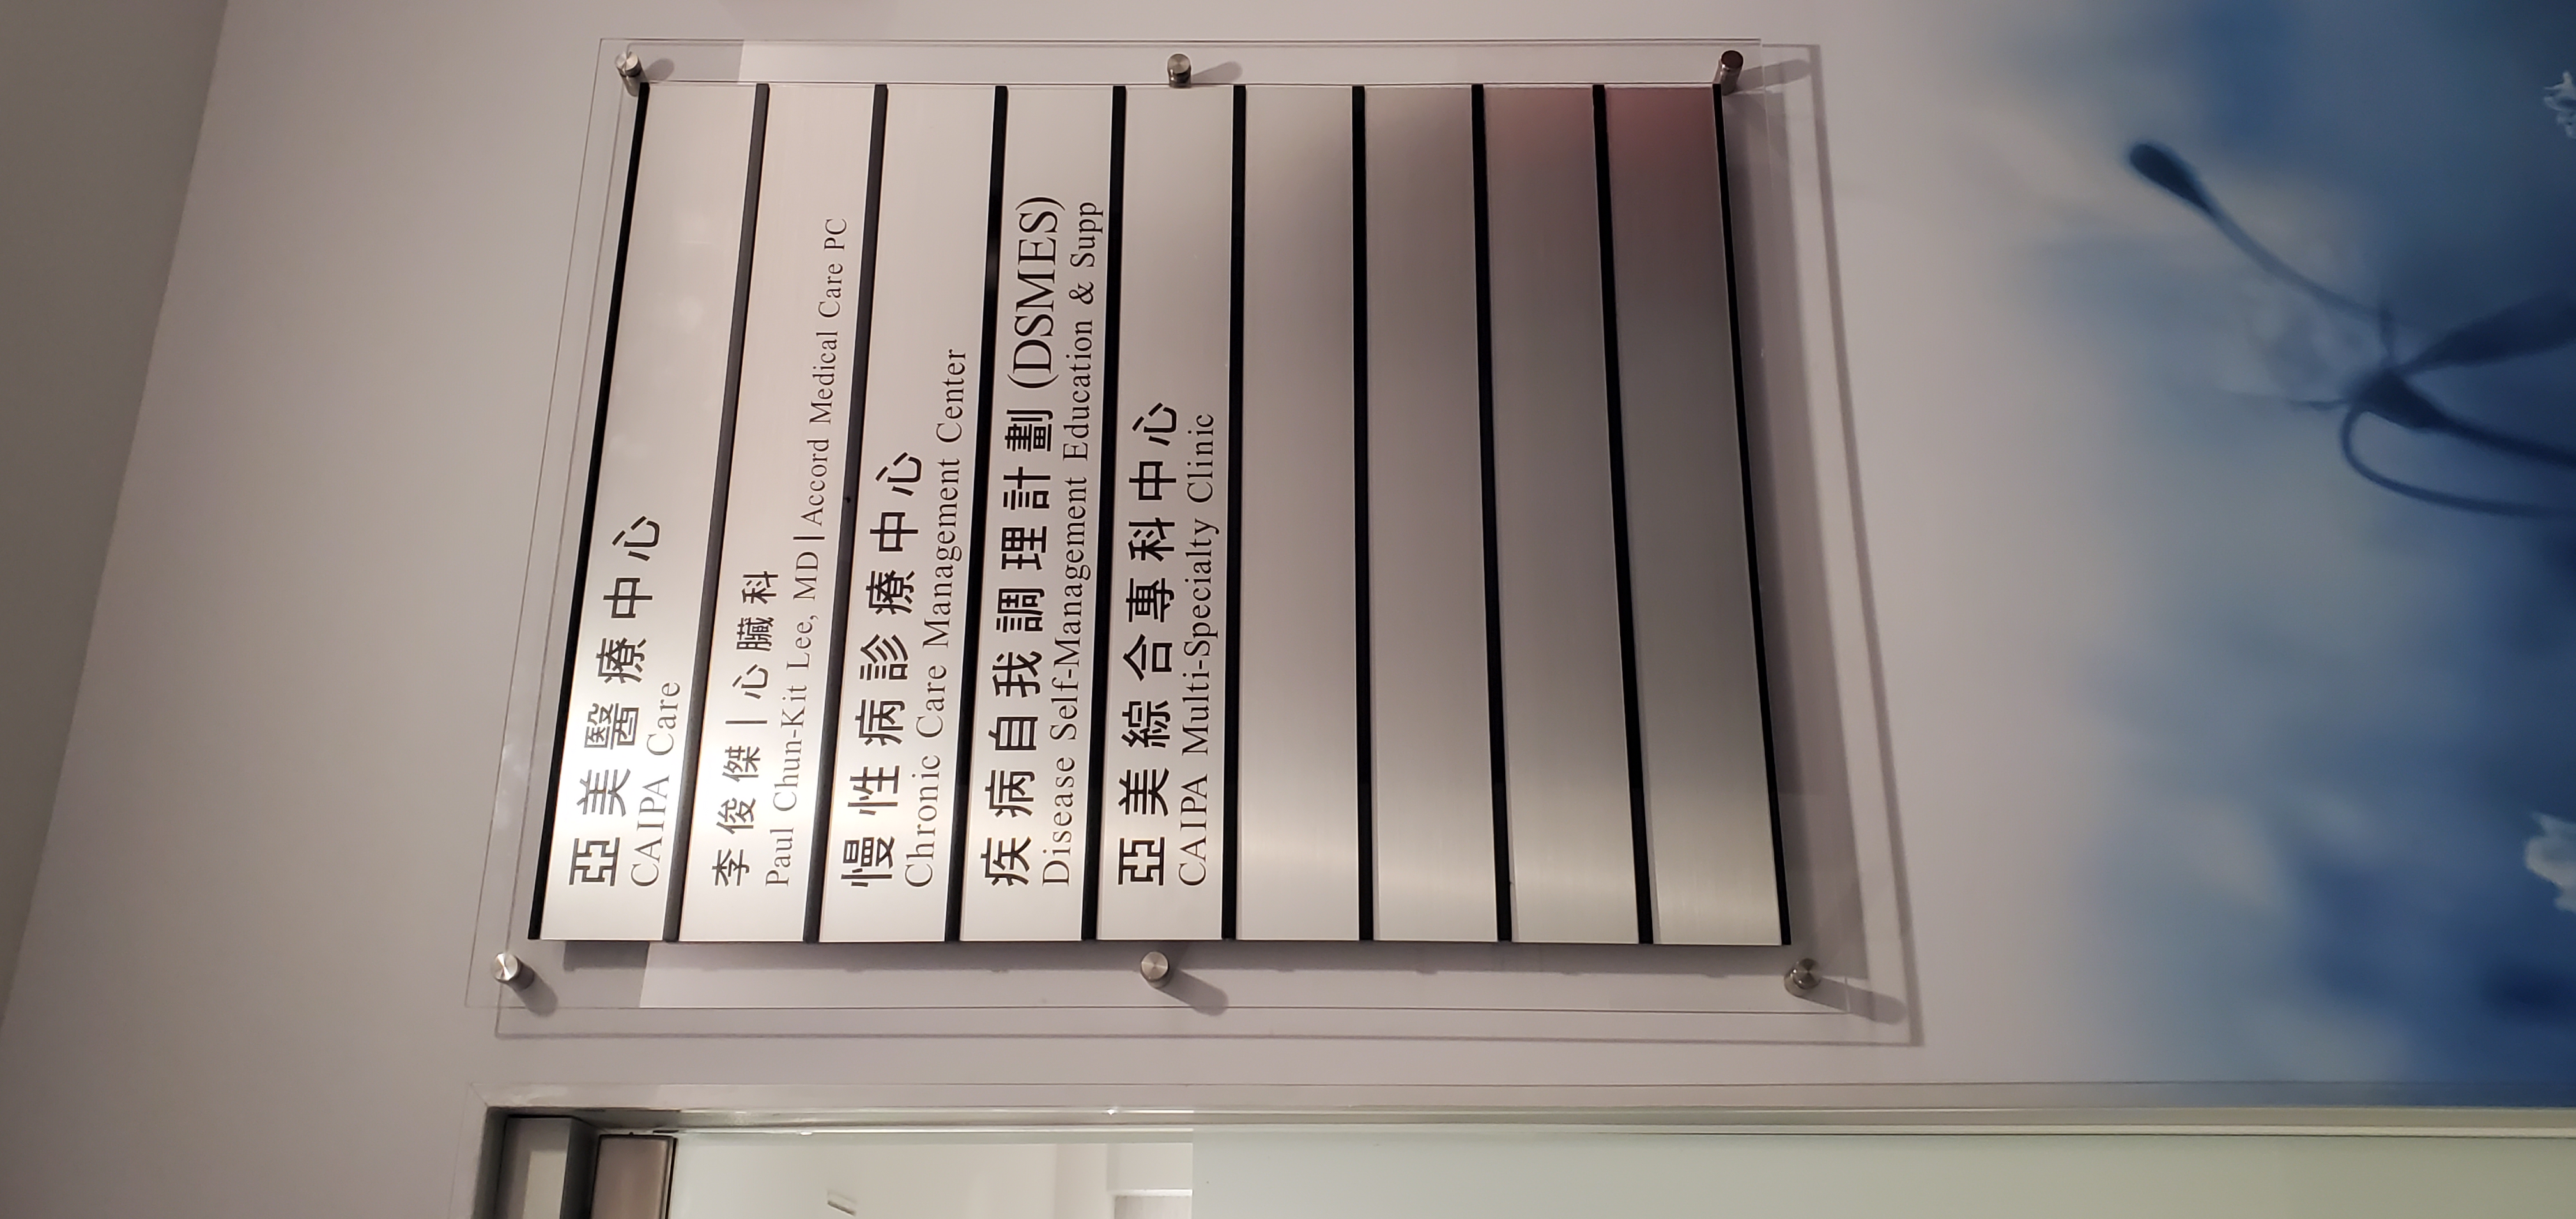 亞美醫療中心
CAIPA Care
李俊傑|心臟科
Paul Chun-Kit Lee, MD|Accord Medical Care PC
慢性病診療中心
Chronic Care Management Center
疾病自我調理計劃 (DSMES)
Disease Self-Management Education & Supp
亞美綜合專科中心
CAIPA Multi-Specialty Clinic